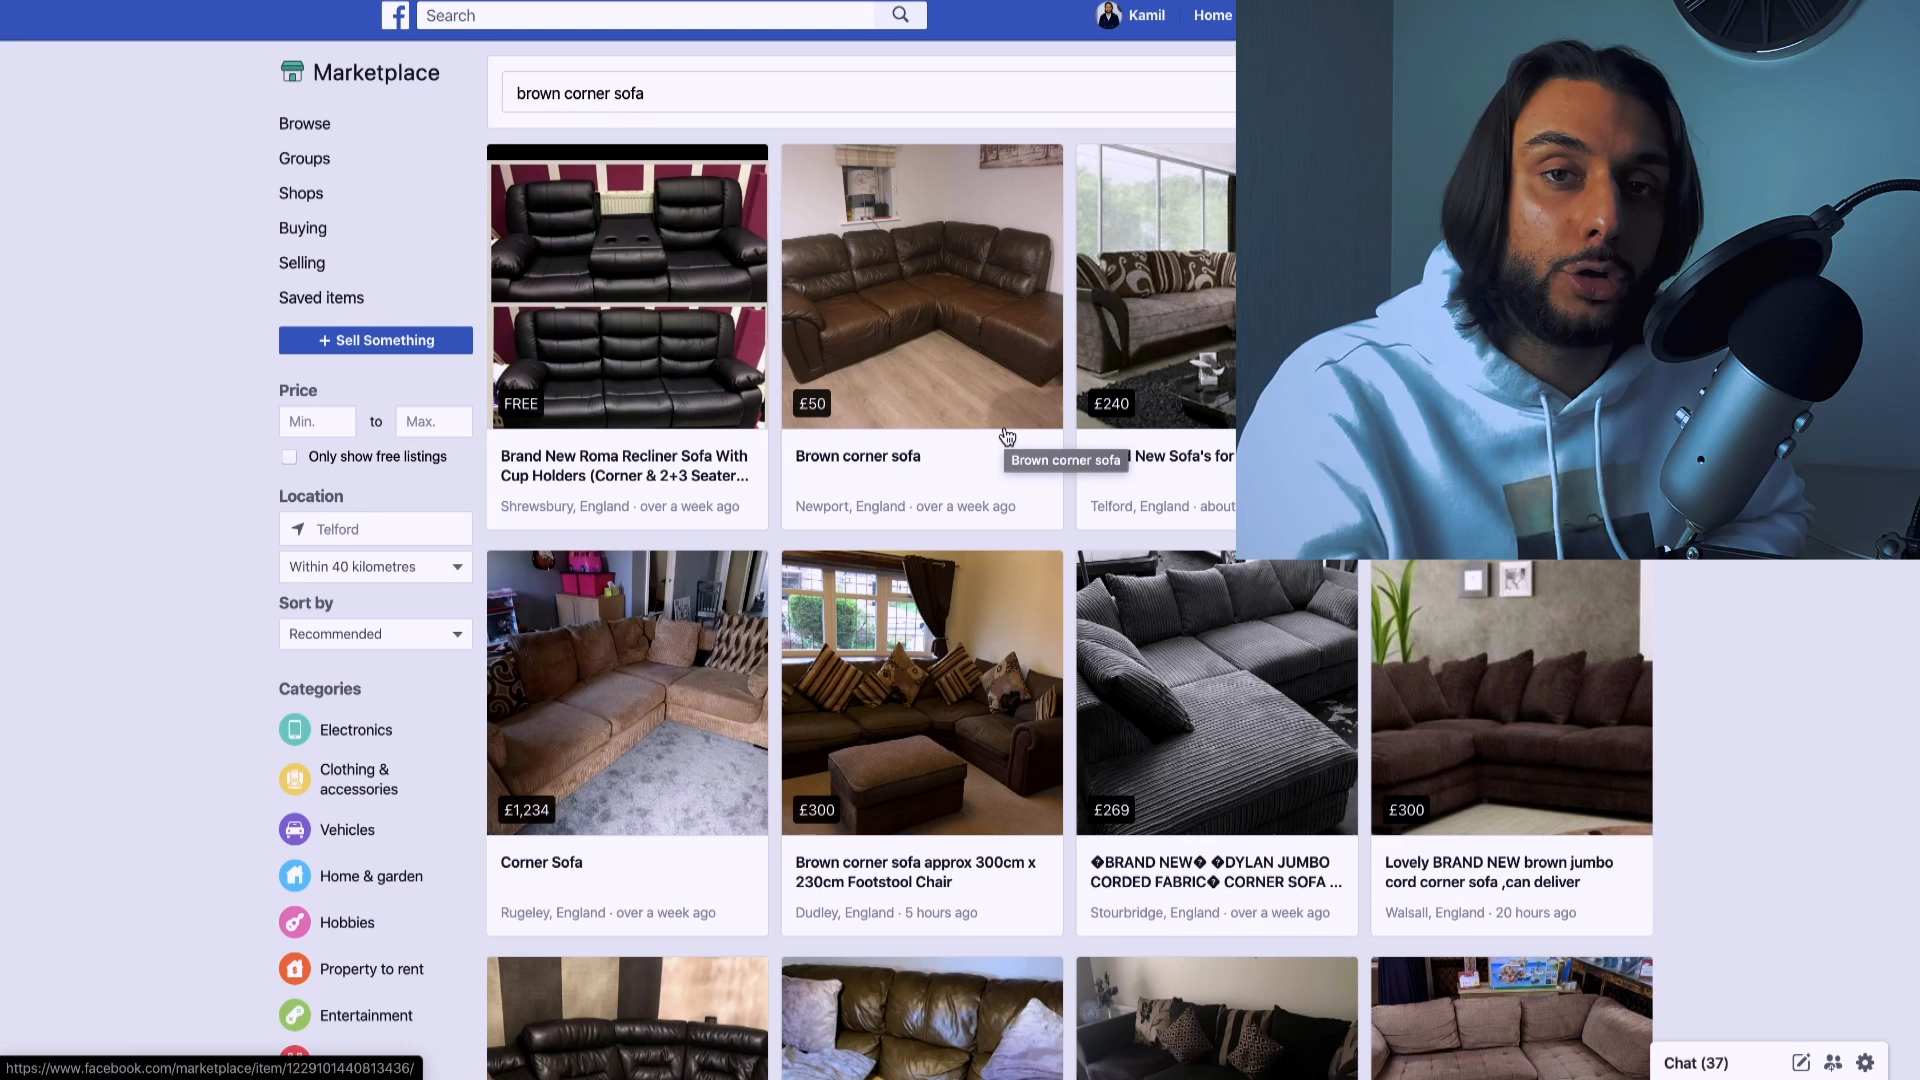 f
Search
Kamil
Home
Marketplace
brown corner sofa
Browse
Groups
Shops
Buying
Selling
Saved items
+ Sell Something
Price
Min.
to
Max.
Only show free listings
Location
Telford
Within 40 kilometres
Sort by
Recommended
Categories
Electronics
Clothing &
accessories
Vehicles
Home & garden
Hobbies
Property to rent
Entertainment
FREE
Brand New Roma Recliner Sofa With
Cup Holders (Corner & 2+3 Seater...
Shrewsbury, England · over a week ago
£50
Brown corner sofa
Newport, England · over a week ago
Brown corner sofa
£240
New Sofa's for
Telford, England · about
£1,234
Corner Sofa
Rugeley, England · over a week ago
£300
Brown corner sofa approx 300cm x
230cm Footstool Chair
Dudley, England · 5 hours ago
£269
�BRAND NEW� �DYLAN JUMBO
CORDED FABRIC� CORNER SOFA ...
Stourbridge, England · over a week ago
£300
Lovely BRAND NEW brown jumbo
cord corner sofa ,can deliver
Walsall, England · 20 hours ago
https://www.facebook.com/marketplace/item/1229101440813436/
Chat (37)